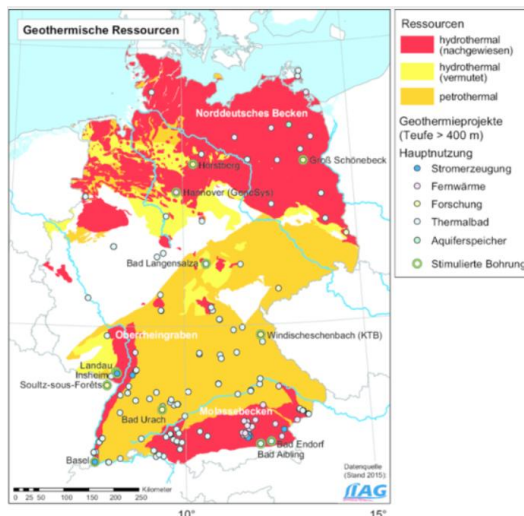 Geothermische Ressourcen
Norddeutsches Becken
Horstberg
Groß Schönebeck
Hannover (GeneSys)
Bad Langensalza
Oberrheingraben
Windischeschenbach (KTB)
Landau
Insheim
Soultz-sous-Forêts
Bad Urach
Molassebecken
Basel
Bad Endorf
Bad Aibling
Datenquelle
(Stand 2015):
Kilometer
0 25 50 100 150 200 250
10°
15°
Ressourcen
hydrothermal
(nachgewiesen)
hydrothermal
(vermutet)
petrothermal
Geothermieprojekte
(Teufe > 400 m)
Hauptnutzung
Stromerzeugung
Fernwärme
Forschung
Thermalbad
Aquiferspeicher
Stimulierte Bohrung